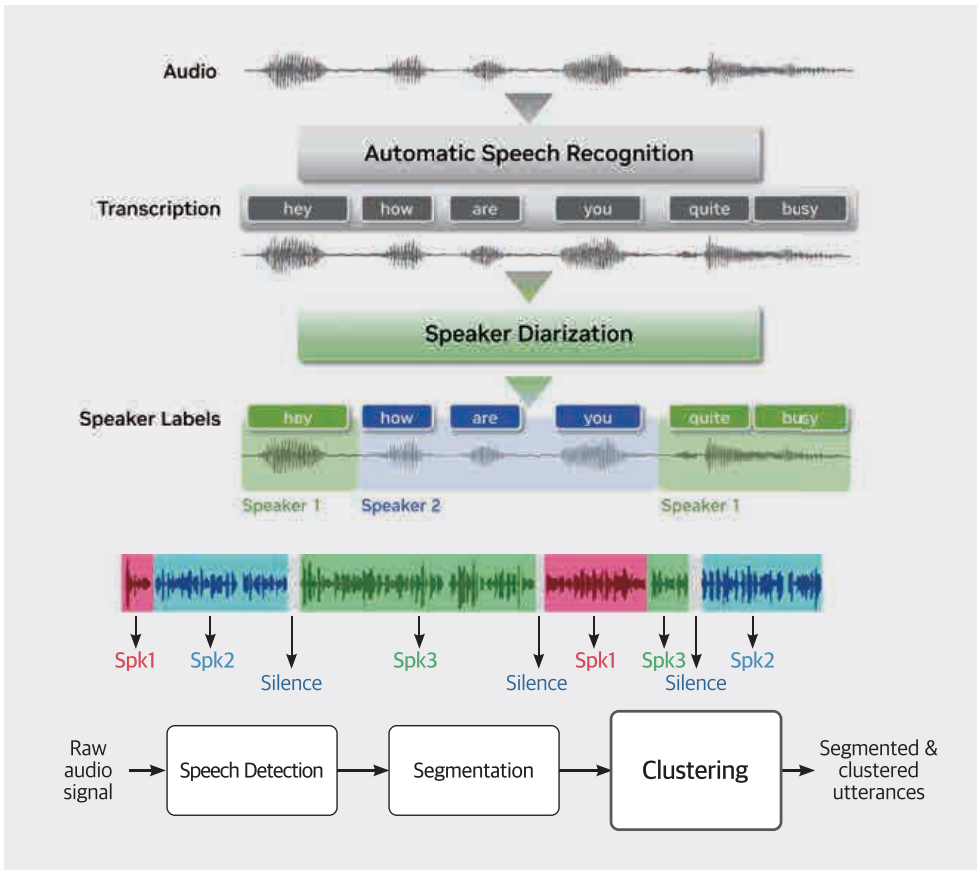 Audio
Automatic Speech Recognition
Transcription hey how are you quite busy
Speaker Diarization
Speaker Labels hey how are you quite busy
Speaker 1 Speaker 2 Speaker 1
Spk1 Spk2 Spk3 Spk1 Spk3 Spk2
Silence Silence Silence
Raw
audio
signal
Speech Detection
Segmentation
Clustering
Segmented &
clustered
utterances